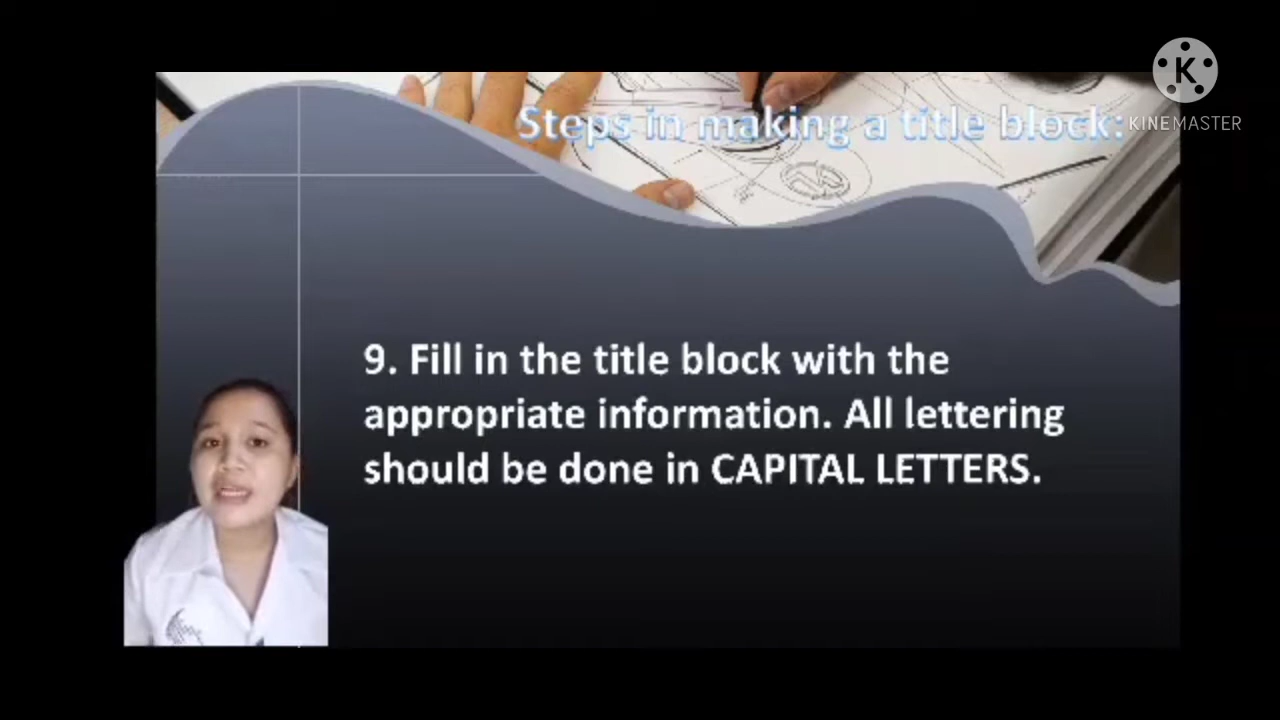 K
KINEMASTER
Steps in making a title block:
9. Fill in the title block with the
appropriate information. All lettering
should be done in CAPITAL LETTERS.